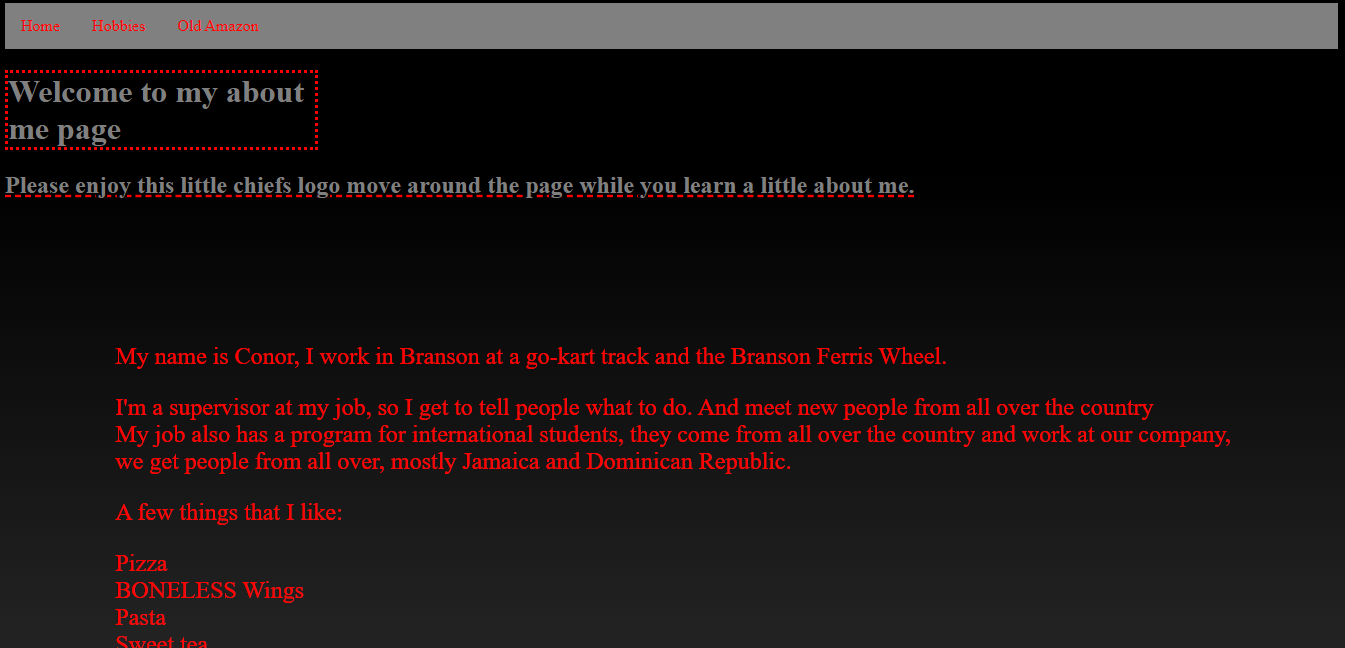 Home Hobbies Old Amazon
Welcome to my about
me page
Please enjoy this little chiefs logo move around the page while you learn a little about me.
My name is Conor, I work in Branson at a go-kart track and the Branson Ferris Wheel.
I'm a supervisor at my job, so I get to tell people what to do. And meet new people from all over the country
My job also has a program for international students, they come from all over the country and work at our company,
we get people from all over, mostly Jamaica and Dominican Republic.
A few things that I like:
Pizza
BONELESS Wings
Pasta
Sweet tea